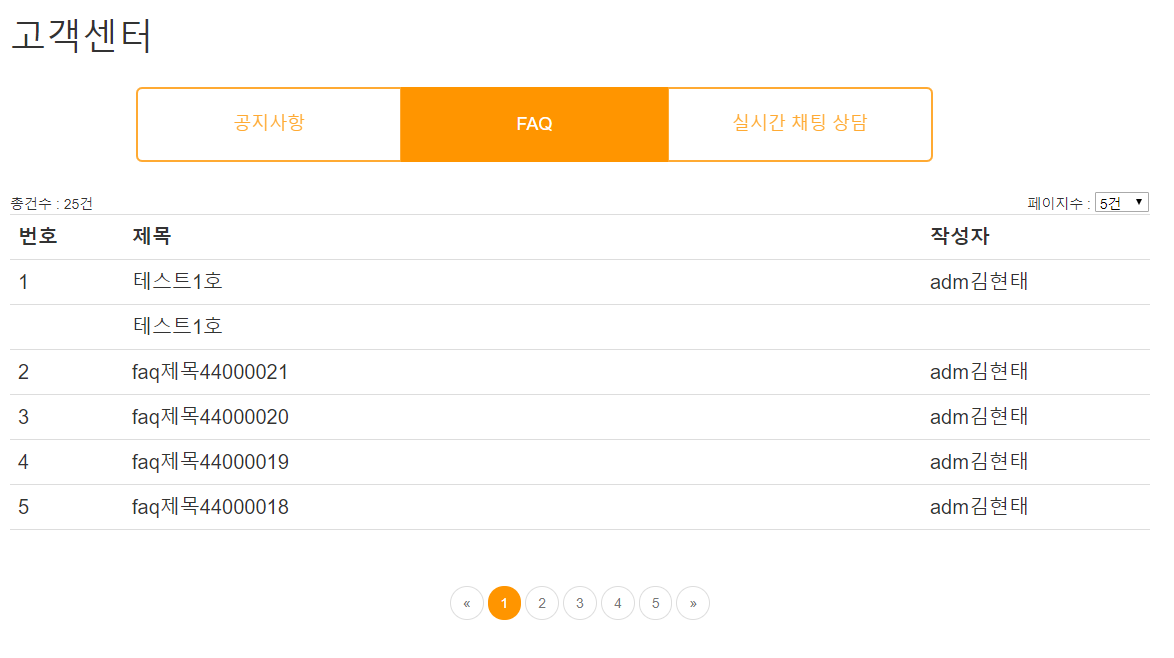 고객센터
공지사항 FAQ 실시간 채팅 상담
총건수 : 25건 페이지수 : 5건
번호 제목 작성자
1 테스트1호 adm김현태
테스트1호
2 faq제목44000021 adm김현태
3 faq제목44000020 adm김현태
4 faq제목44000019 adm김현태
5 faq제목44000018 adm김현태
« 1 2 3 4 5 »